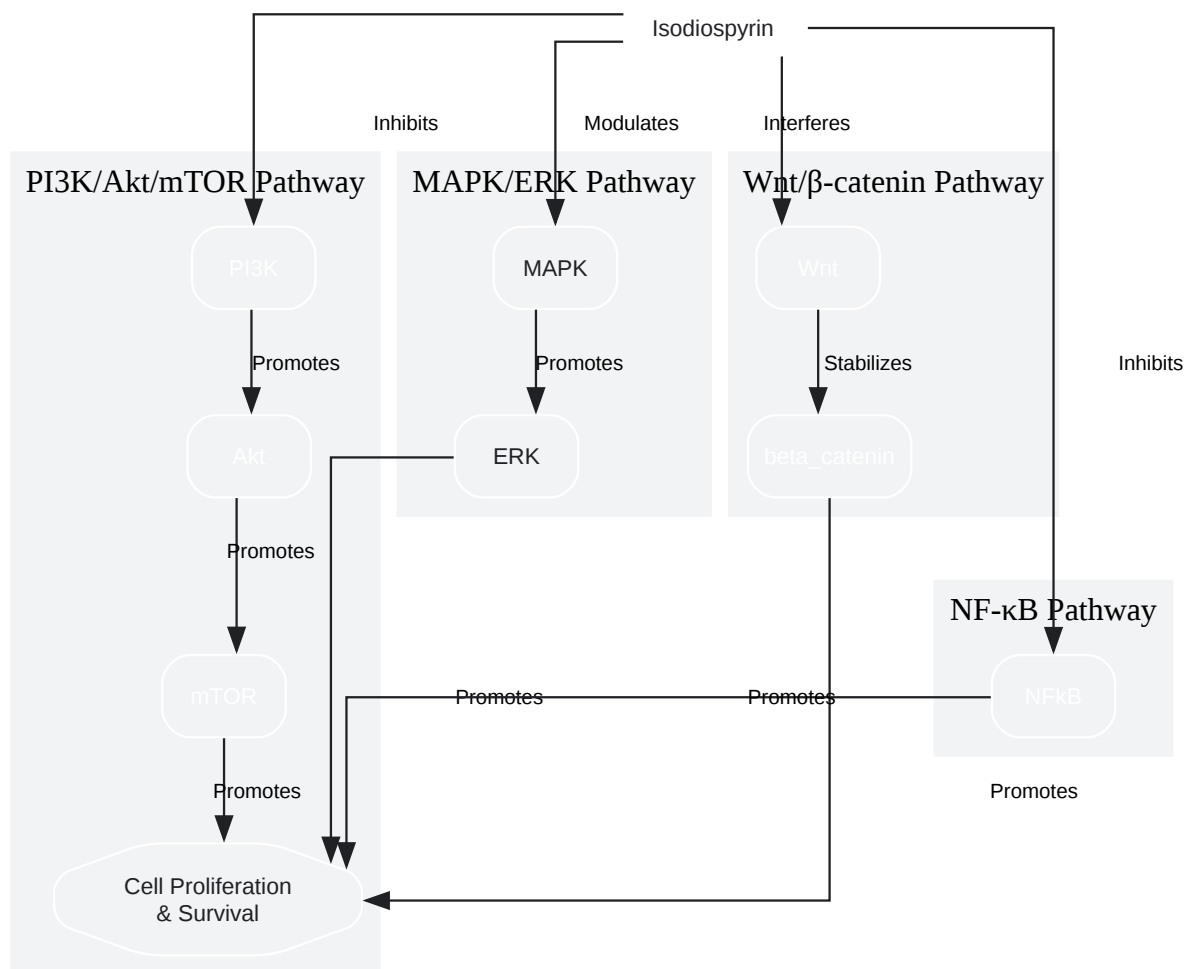 Isodiospyrin
Inhibits
Modulates
Interferes
PI3K/Akt/mTOR Pathway
MAPK/ERK Pathway
Wnt/β-catenin Pathway
PI3K
MAPK
Wnt
Promotes
Promotes
Stabilizes
Inhibits
Akt
ERK
beta_catenin
Promotes
NF-κB Pathway
mTOR
Promotes
Promotes
NFkB
Promotes
Promotes
Cell Proliferation
& Survival